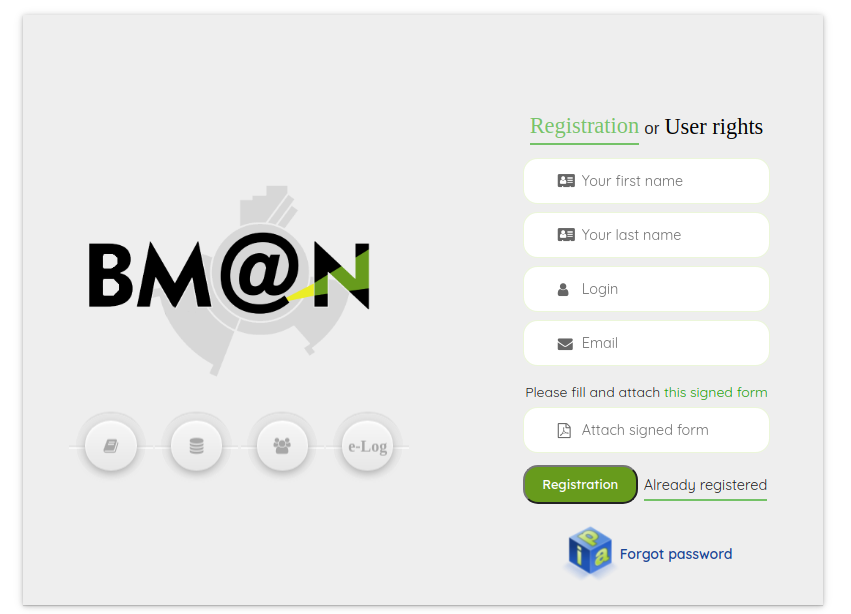 Registration or User rights
Your first name
Your last name
BM@N
Login
Email
Please fill and attach this signed form
Attach signed form
e-Log
Registration Already registered
ipa
Forgot password